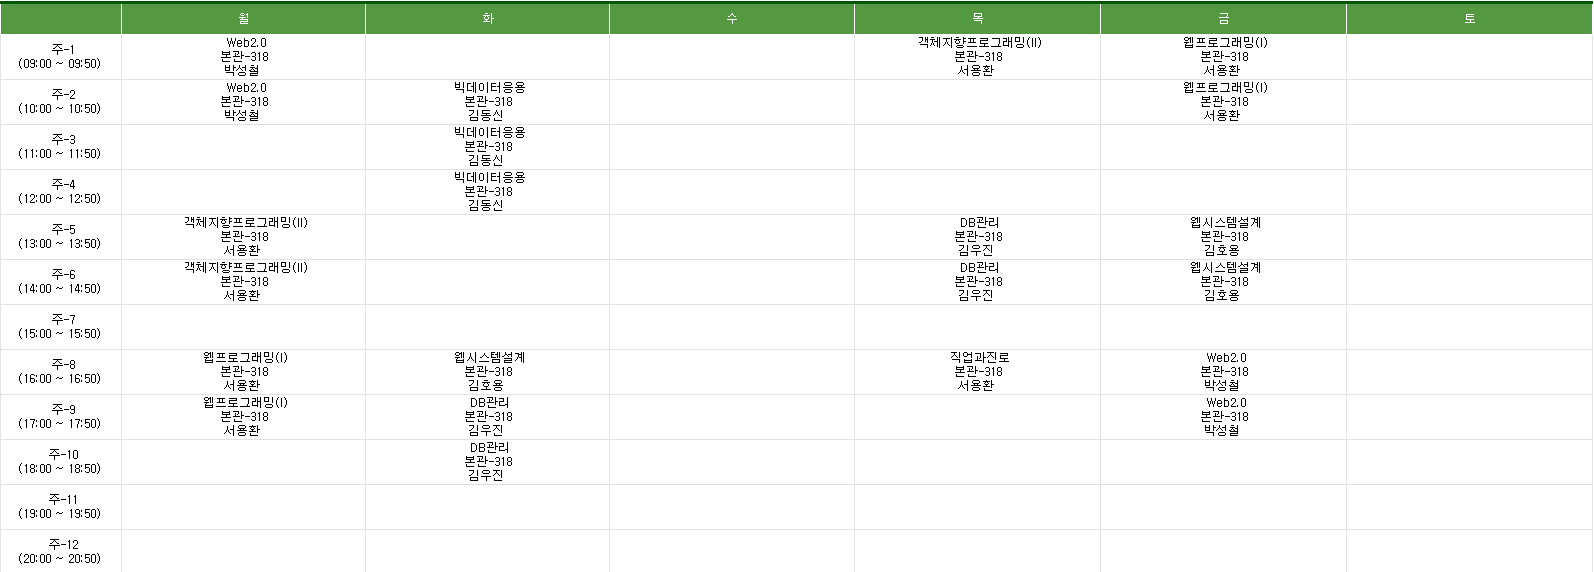 월 화 수 목 금 토
주-1
(09:00 ~ 09:50)
Web2.0
본관-318
박성철
객체지향프로그래밍(II)
본관-318
서용환
웹프로그래밍(I)
본관-318
서용환
주-2
(10:00 ~ 10:50)
Web2.0
본관-318
박성철
빅데이터응용
본관-318
김동신
웹프로그래밍(I)
본관-318
서용환
주-3
(11:00 ~ 11:50)
빅데이터응용
본관-318
김동신
주-4
(12:00 ~ 12:50)
빅데이터응용
본관-318
김동신
주-5
(13:00 ~ 13:50)
객체지향프로그래밍(II)
본관-318
서용환
DB관리
본관-318
김우진
웹시스템설계
본관-318
김호용
주-6
(14:00 ~ 14:50)
객체지향프로그래밍(II)
본관-318
서용환
DB관리
본관-318
김우진
웹시스템설계
본관-318
김호용
주-7
(15:00 ~ 15:50)
주-8
(16:00 ~ 16:50)
웹프로그래밍(I)
본관-318
서용환
웹시스템설계
본관-318
김호용
직업과진로
본관-318
서용환
Web2.0
본관-318
박성철
주-9
(17:00 ~ 17:50)
웹프로그래밍(I)
본관-318
서용환
DB관리
본관-318
김우진
Web2.0
본관-318
박성철
주-10
(18:00 ~ 18:50)
DB관리
본관-318
김우진
주-11
(19:00 ~ 19:50)
주-12
(20:00 ~ 20:50)